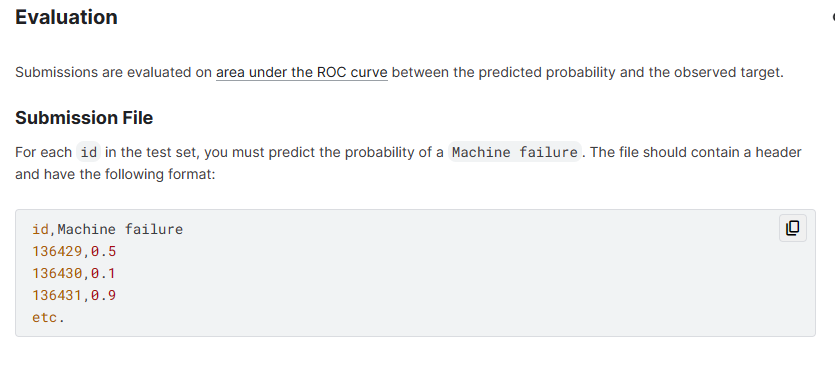 Evaluation
Submissions are evaluated on area under the ROC curve between the predicted probability and the observed target.
Submission File
For each id in the test set, you must predict the probability of a Machine failure. The file should contain a header
and have the following format:
id,Machine failure
136429,0.5
136430,0.1
136431,0.9
etc.